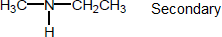 H₃C—N—CH₂CH₃ Secondary
H